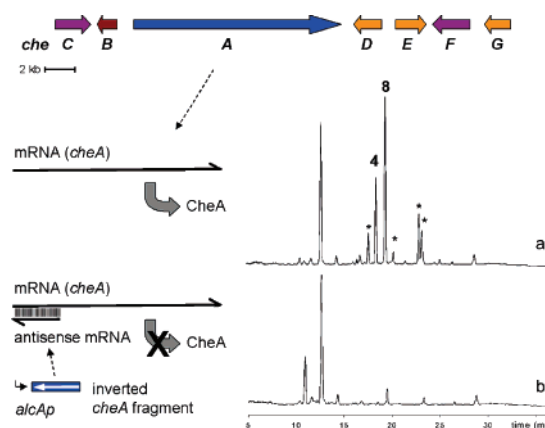 che C B A D E F G
2 kb
mRNA (cheA)
CheA
8
4
* * * *
a
mRNA (cheA)
antisense mRNA
X CheA
alcAp
inverted
cheA fragment
b
5 10 15 20 25 30 time (m